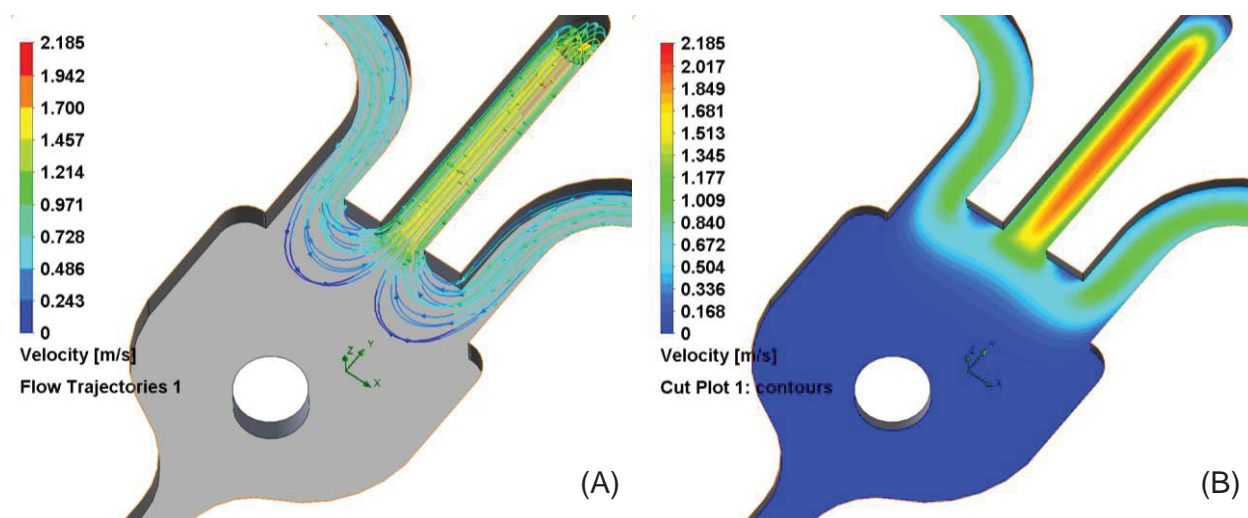 2.185
1.942
1.700
1.457
1.214
0.971
0.728
0.486
0.243
0
Velocity [m/s]
Flow Trajectories 1
Z
Y
X
(A)
2.185
2.017
1.849
1.681
1.513
1.345
1.177
1.009
0.840
0.672
0.504
0.336
0.168
0
Velocity [m/s]
Cut Plot 1: contours
Z
Y
X
(B)